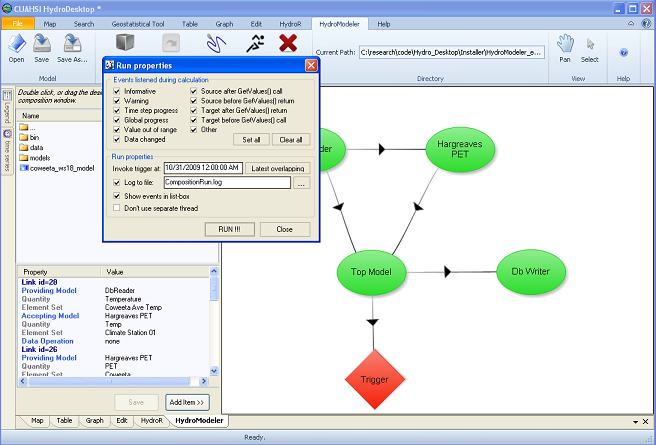 CUAHSI HydroDesktop *
File Map Search Geostatistical Tool Table Graph Edit HydroR HydroModeler Help
Open Save Save As...
Model
Current Path: C:\research\code\Hydro_Desktop\Installer\HydroModeler_e...
Directory
Pan Select
View
Help
Help
Legend
time series
Double click, or drag the des
composition window.
Name
...
bin
data
models
coweeta_ws18_model
Run properties
Events listened during calculation
Informative
Warning
Time step progress
Global progress
Value out of range
Data changed
Source after GetValues() call
Source before GetValues() return
Target after GetValues() return
Target before GetValues() call
Other
Set all Clear all
Run properties
Invoke trigger at: 10/31/2009 12:00:00 AM Latest overlapping
Log to file: CompositionRun.log ...
Show events in list-box
Don't use separate thread
RUN !!! Close
der
Hargreaves
PET
Top Model
Db Writer
Trigger
Property Value
Link id=28
Providing Model DbReader
Quantity Temperature
Element Set Coweeta Ave Temp
Accepting Model Hargreaves PET
Quantity Temp
Element Set Climate Station 01
Data Operation none
Link id=26
Providing Model Hargreaves PET
Quantity PET
Element Set Coweeta
Save Add Item >>
Map Table Graph Edit HydroR HydroModeler
Ready.